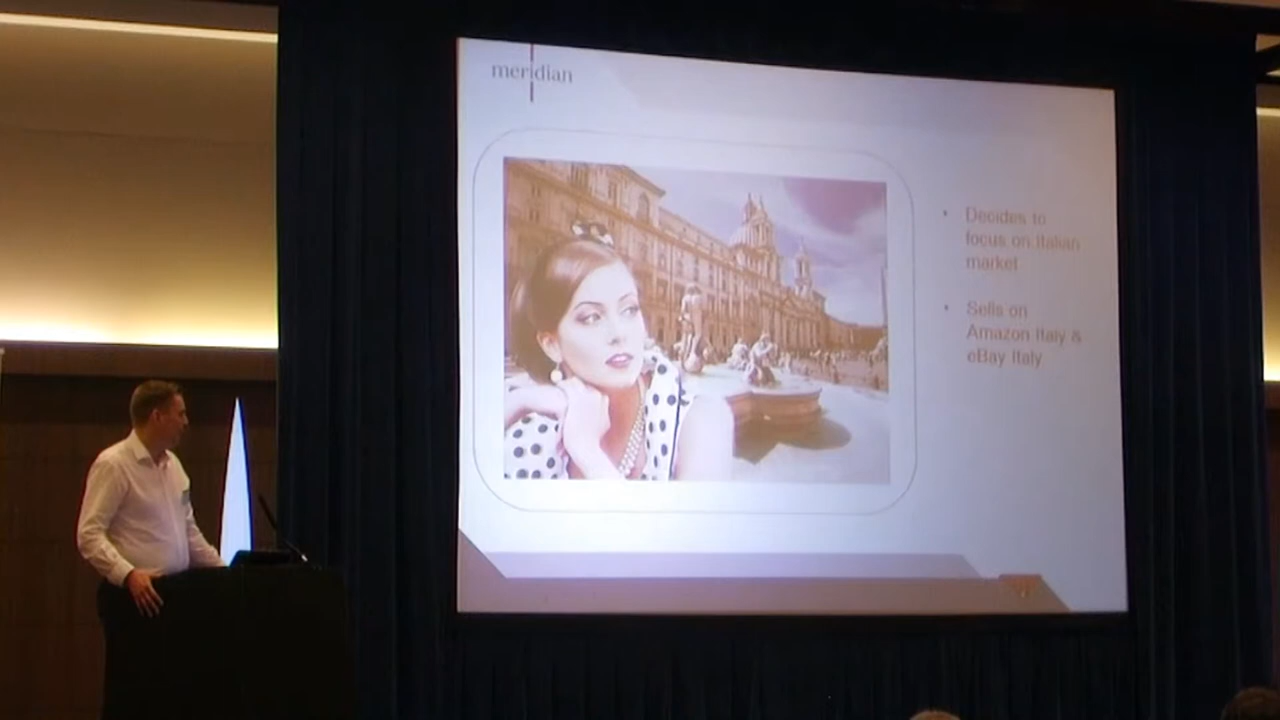 meridian
• Decides to
focus on Italian
market
• Sells on
Amazon Italy &
eBay Italy